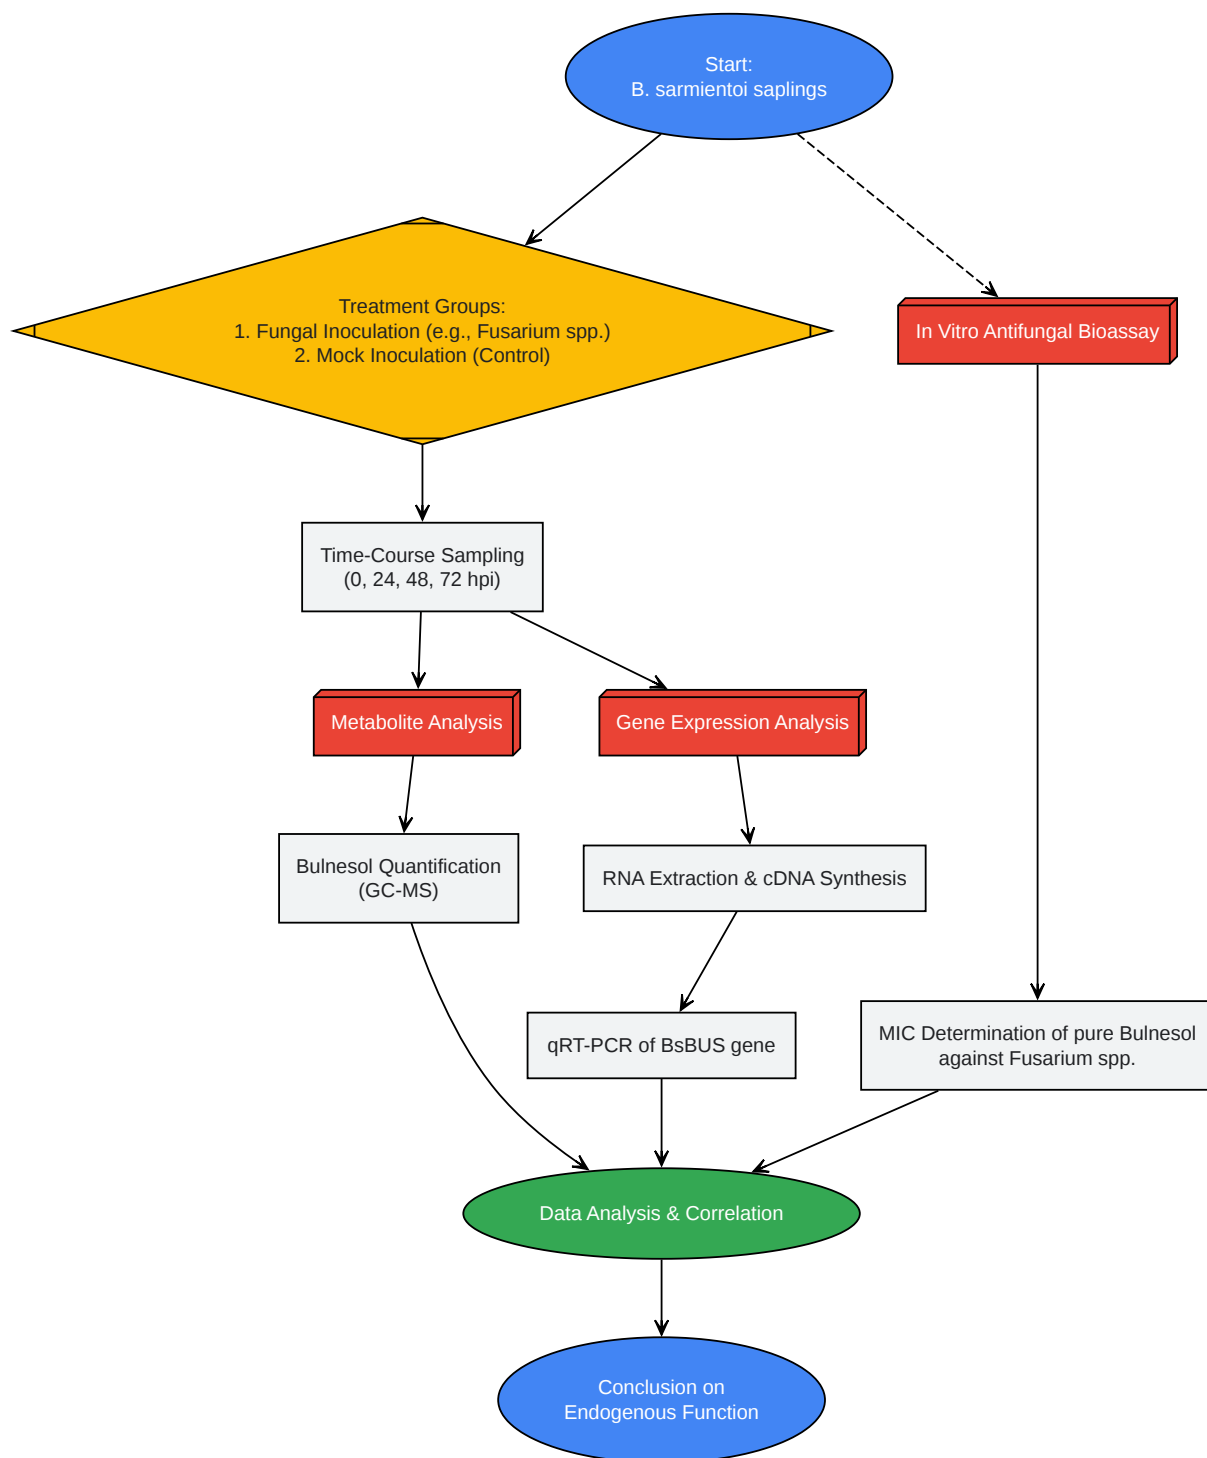 Start:
B. sarmientoi saplings
Treatment Groups:
1. Fungal Inoculation (e.g., Fusarium spp.)
2. Mock Inoculation (Control)
In Vitro Antifungal Bioassay
Time-Course Sampling
(0, 24, 48, 72 hpi)
Metabolite Analysis
Gene Expression Analysis
Bulnesol Quantification
(GC-MS)
RNA Extraction & cDNA Synthesis
qRT-PCR of BsBUS gene
MIC Determination of pure Bulnesol
against Fusarium spp.
Data Analysis & Correlation
Conclusion on
Endogenous Function